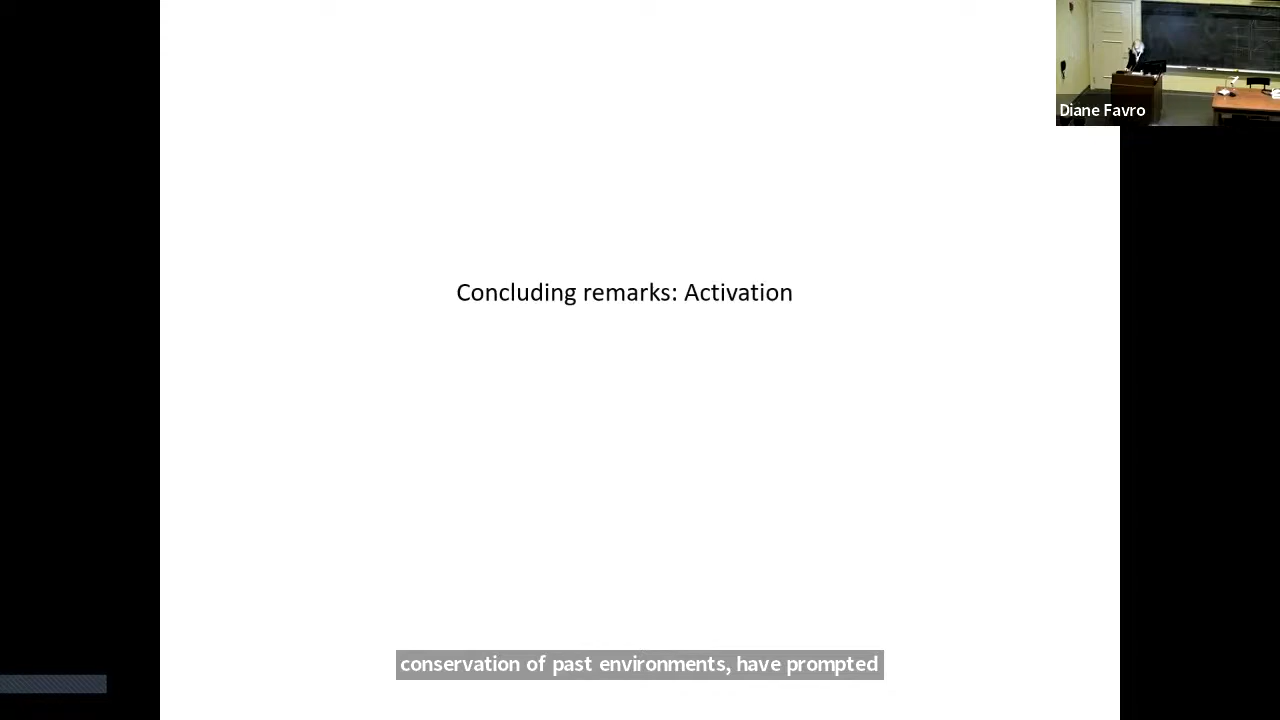 Diane Favro
Concluding remarks: Activation
conservation of past environments, have prompted